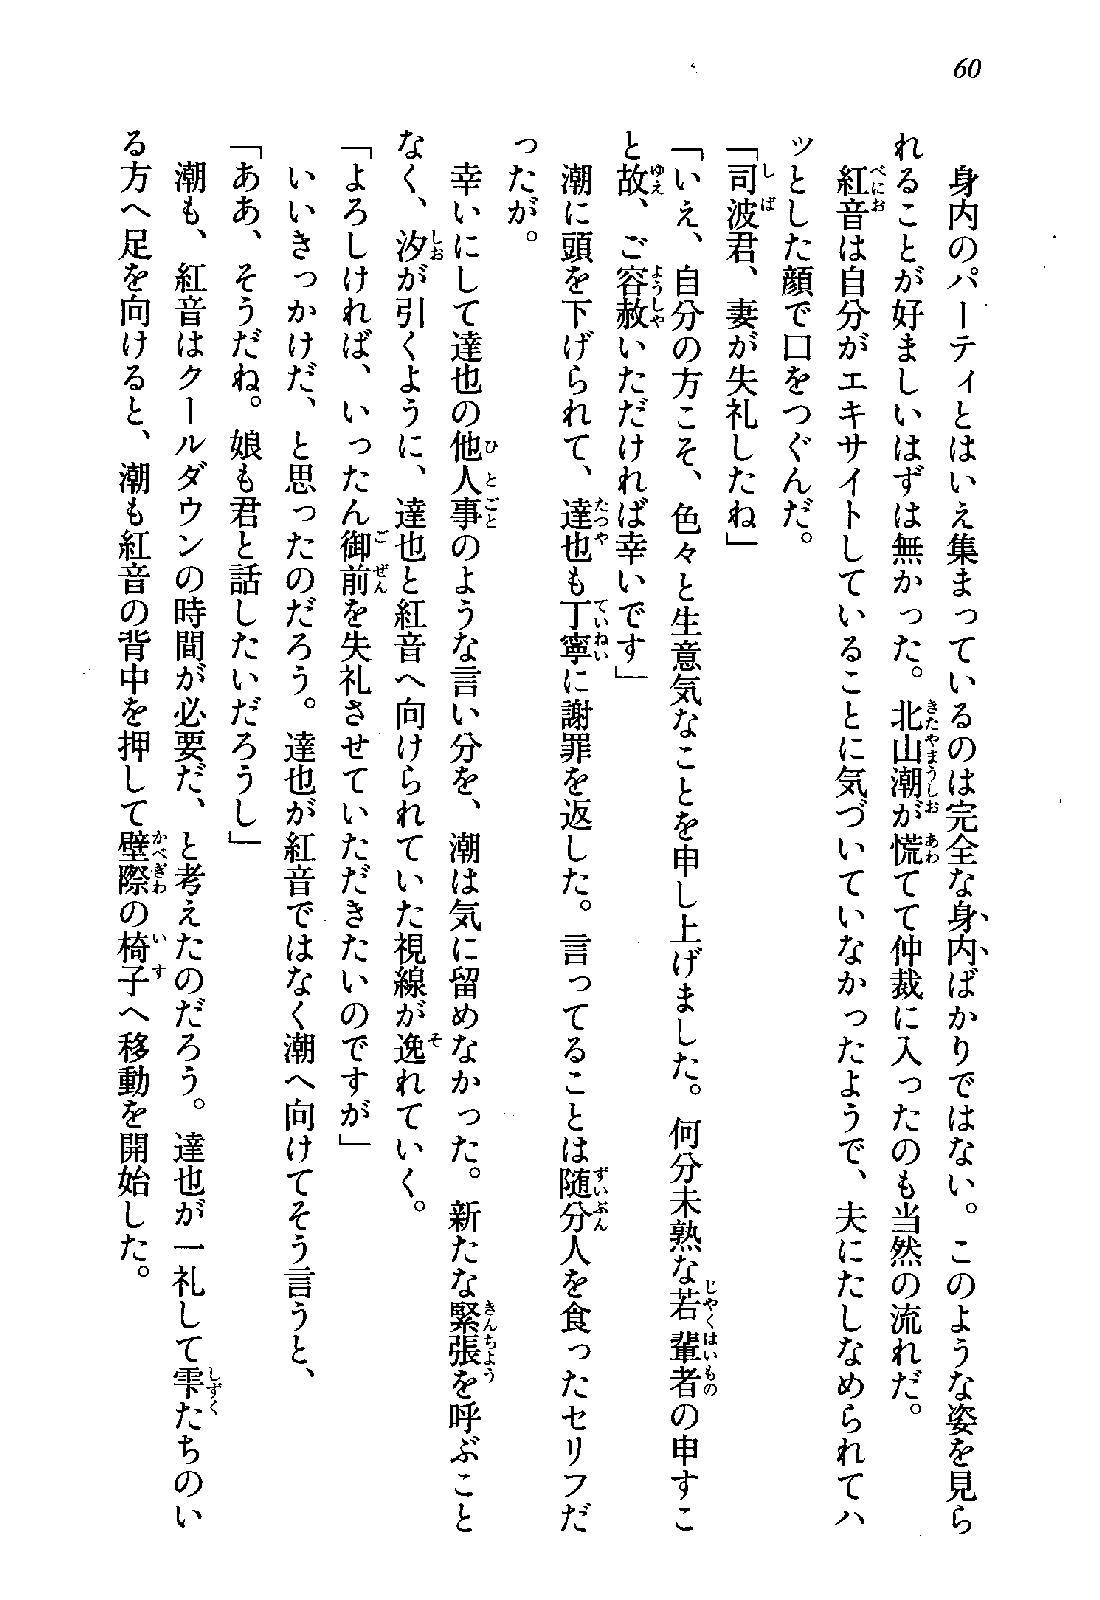 60
身内のパーティとはいえ集まっているのは完全な身内ばかりではない。このような姿を見ら
れることが好ましいはずは無かった。北山潮が慌てて仲裁に入ったのも当然の流れだ。
紅音は自分がエキサイトしていることに気づいていなかったようで、夫にたしなめられてハ
ッとした顔で口をつぐんだ。
「司波君、妻が失礼したね」
「いえ、自分の方こそ、色々と生意気なことを申し上げました。何分未熟な若輩者の申すこ
と故、ご容赦いただければ幸いです」
潮に頭を下げられて、達也も丁寧に謝罪を返した。言ってることは随分人を食ったセリフだ
ったが。
幸いにして達也の他人事のような言い分を、潮は気に留めなかった。新たな緊張を呼ぶこと
なく、汐が引くように、達也と紅音へ向けられていた視線が逸れていく。
「よろしければ、いったん御前を失礼させていただきたいのですが」
いいきっかけだ、と思ったのだろう。達也が紅音ではなく潮へ向けてそう言うと、
「ああ、そうだね。娘も君と話したいだろうし」
潮も、紅音はクールダウンの時間が必要だ、と考えたのだろう。達也が一礼して雫たちのい
る方へ足を向けると、潮も紅音の背中を押して壁際の椅子へ移動を開始した。